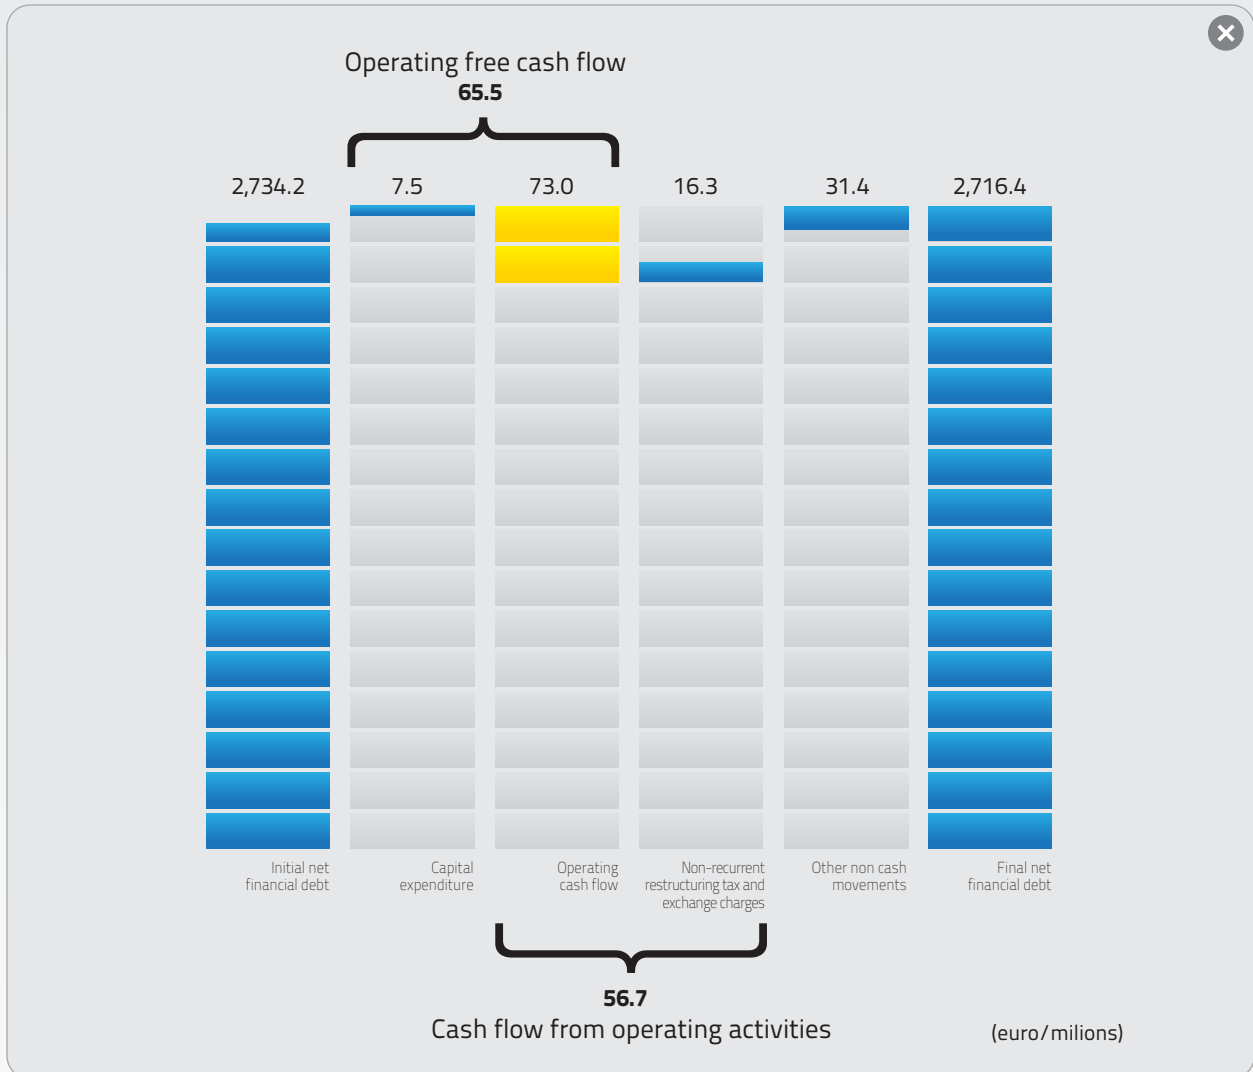 Operating free cash flow
65.5
2,734.2
7.5
73.0
16.3
31.4
2,716.4
Initial net
financial debt
Capital
expenditure
Operating
cash flow
Non-recurrent
restructuring tax and
exchange charges
Other non cash
movements
Final net
financial debt
56.7
Cash flow from operating activities
(euro/milions)